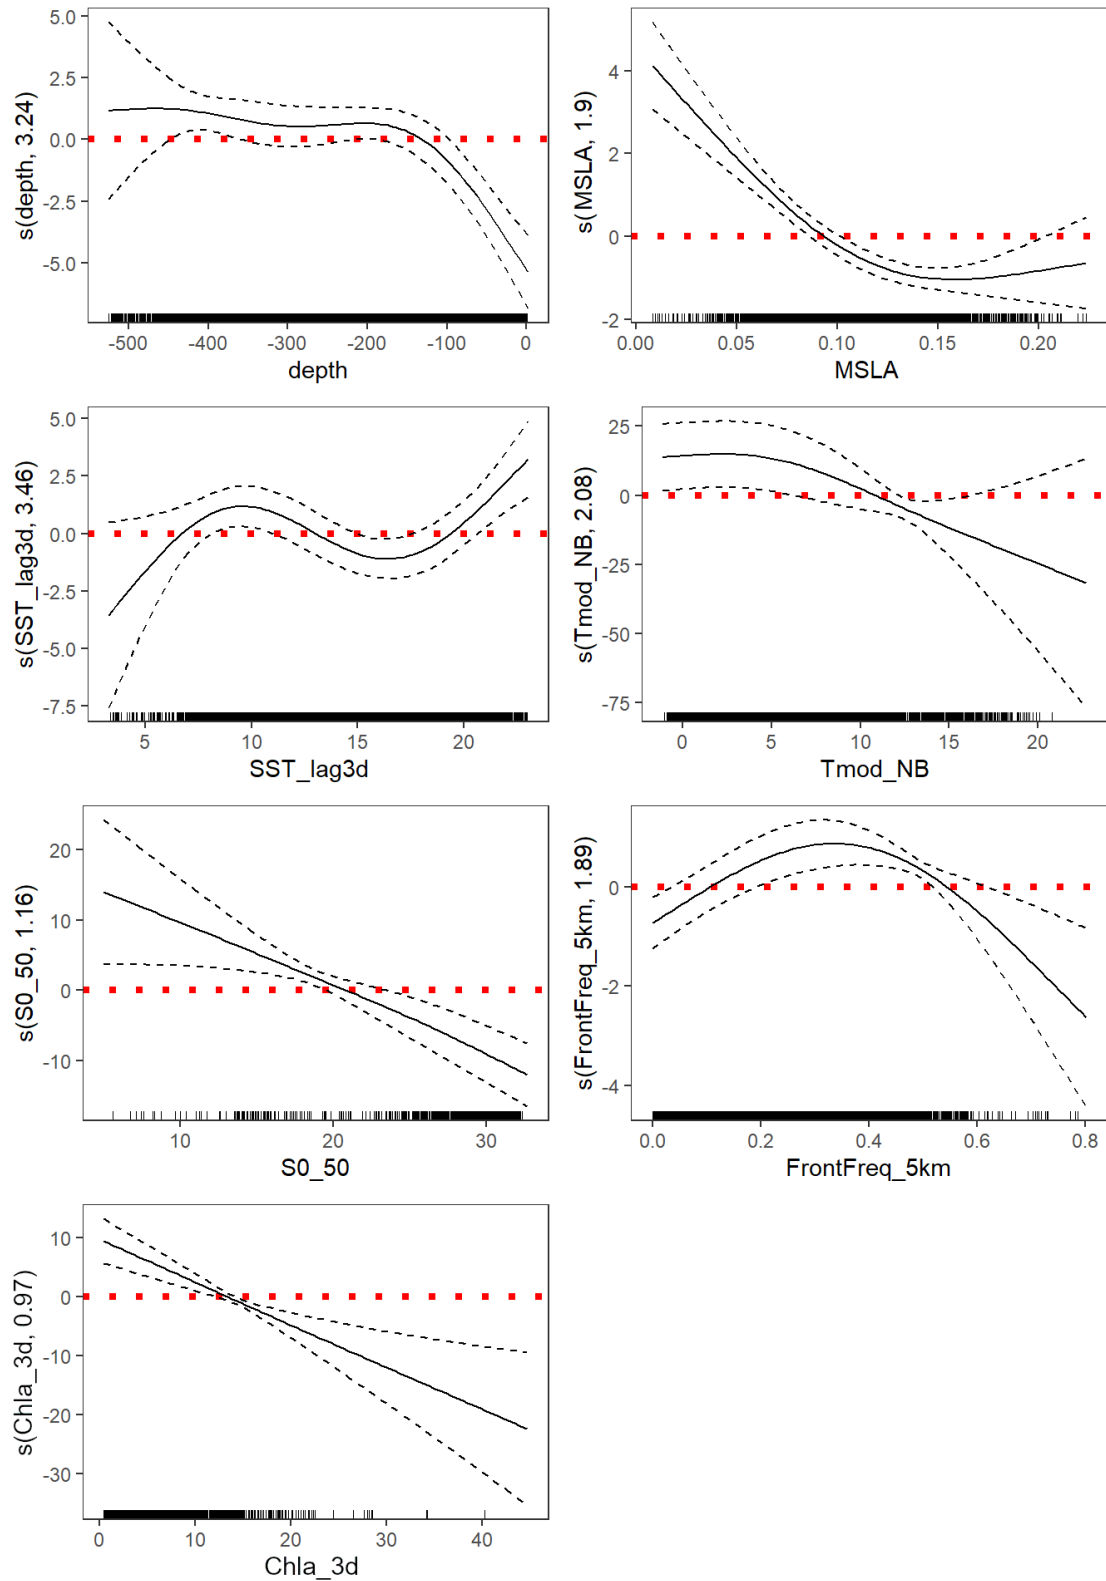 5.0
2.5
0.0
-2.5
-5.0
s(depth, 3.24)
-500 -400 -300 -200 -100 0
depth
4
2
0
-2
s(MSLA, 1.9)
0.00 0.05 0.10 0.15 0.20
MSLA
5.0
2.5
0.0
-2.5
-5.0
-7.5
s(SST_lag3d, 3.46)
5 10 15 20
SST_lag3d
25
0
-25
-50
-75
s(Tmod_NB, 2.08)
0 5 10 15 20
Tmod_NB
20
10
0
-10
s(S0_50, 1.16)
10 20 30
S0_50
0
-2
-4
s(FrontFreq_5km, 1.89)
0.0 0.2 0.4 0.6 0.8
FrontFreq_5km
10
0
-10
-20
-30
s(Chla_3d, 0.97)
0 10 20 30 40
Chla_3d